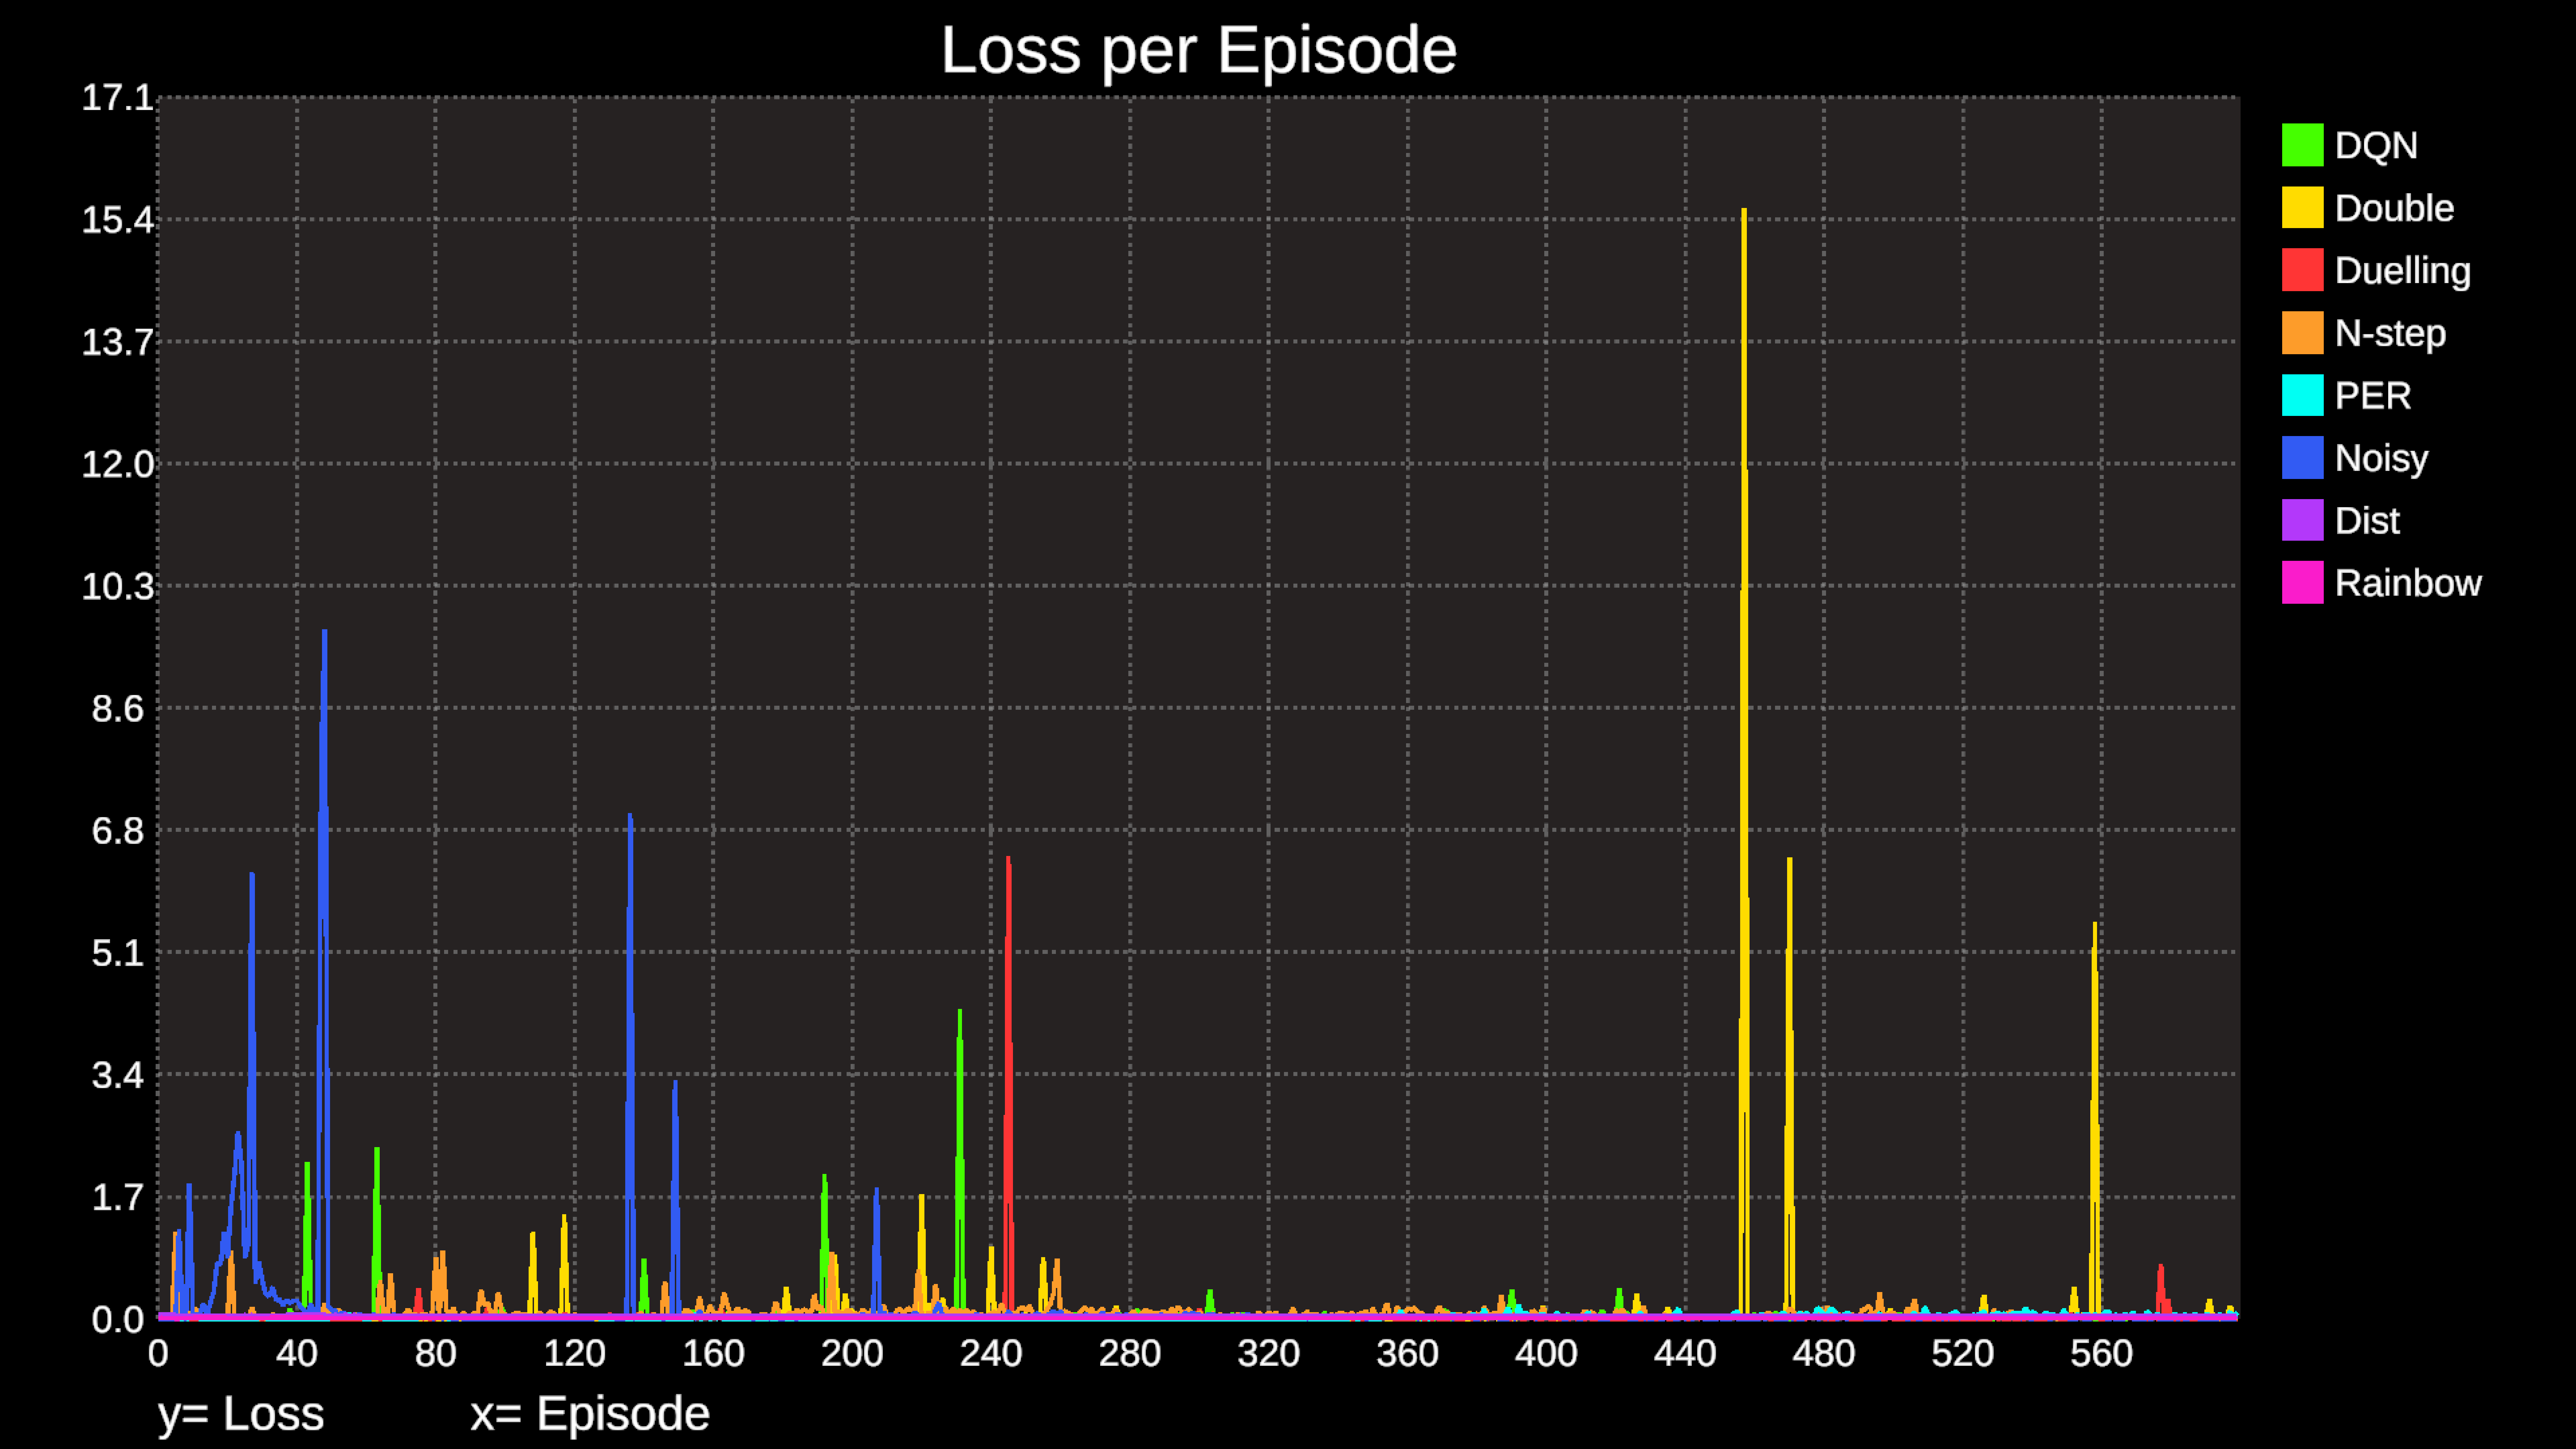 Loss per Episode
17.1
15.4
13.7
12.0
10.3
8.6
6.8
5.1
3.4
1.7
0.0
0 40 80 120 160 200 240 280 320 360 400 440 480 520 560
y= Loss x= Episode
DQN
Double
Duelling
N-step
PER
Noisy
Dist
Rainbow